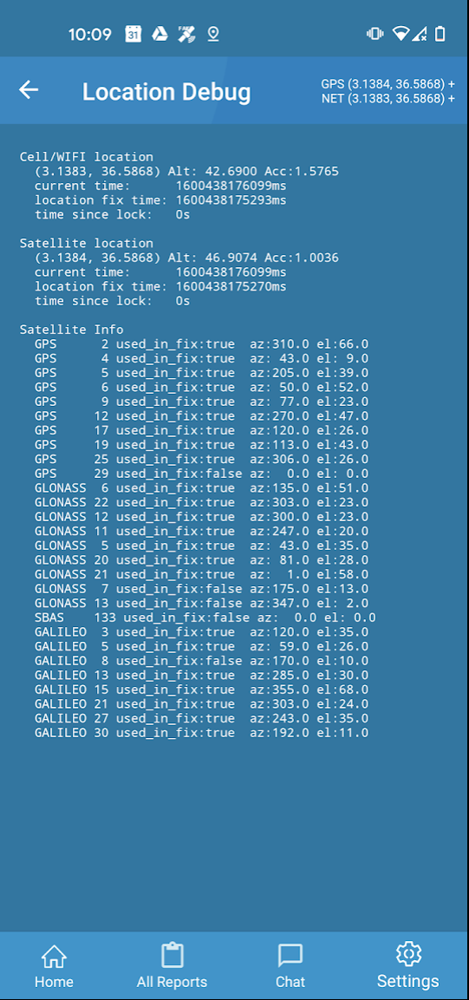 10:09 31
Location Debug
GPS (3.1384, 36.5868) +
NET (3.1383, 36.5868) +
Cell/WIFI location
(3.1383, 36.5868) Alt: 42.6900 Acc:1.5765
current time: 1600438176099ms
location fix time: 1600438175293ms
time since lock: 0s
Satellite location
(3.1384, 36.5868) Alt: 46.9074 Acc:1.0036
current time: 1600438176099ms
location fix time: 1600438175270ms
time since lock: 0s
Satellite Info
GPS 2 used_in_fix:true az:310.0 el:66.0
GPS 4 used_in_fix:true az: 43.0 el: 9.0
GPS 5 used_in_fix:true az:205.0 el:39.0
GPS 6 used_in_fix:true az: 50.0 el:52.0
GPS 9 used_in_fix:true az: 77.0 el:23.0
GPS 12 used_in_fix:true az:270.0 el:47.0
GPS 17 used_in_fix:true az:120.0 el:26.0
GPS 19 used_in_fix:true az:113.0 el:43.0
GPS 25 used_in_fix:true az:306.0 el:26.0
GPS 29 used_in_fix:false az: 0.0 el: 0.0
GLONASS 6 used_in_fix:true az:135.0 el:51.0
GLONASS 22 used_in_fix:true az:303.0 el:23.0
GLONASS 12 used_in_fix:true az:300.0 el:23.0
GLONASS 11 used_in_fix:true az:247.0 el:20.0
GLONASS 5 used_in_fix:true az: 43.0 el:35.0
GLONASS 20 used_in_fix:true az: 81.0 el:28.0
GLONASS 21 used_in_fix:true az: 1.0 el:58.0
GLONASS 7 used_in_fix:false az:175.0 el:13.0
GLONASS 13 used_in_fix:false az:347.0 el: 2.0
SBAS 133 used_in_fix:false az: 0.0 el: 0.0
GALILEO 3 used_in_fix:true az:120.0 el:35.0
GALILEO 5 used_in_fix:true az: 59.0 el:26.0
GALILEO 8 used_in_fix:false az:170.0 el:10.0
GALILEO 13 used_in_fix:true az:285.0 el:30.0
GALILEO 15 used_in_fix:true az:355.0 el:68.0
GALILEO 21 used_in_fix:true az:303.0 el:24.0
GALILEO 27 used_in_fix:true az:243.0 el:35.0
GALILEO 30 used_in_fix:true az:192.0 el:11.0
Home All Reports Chat Settings